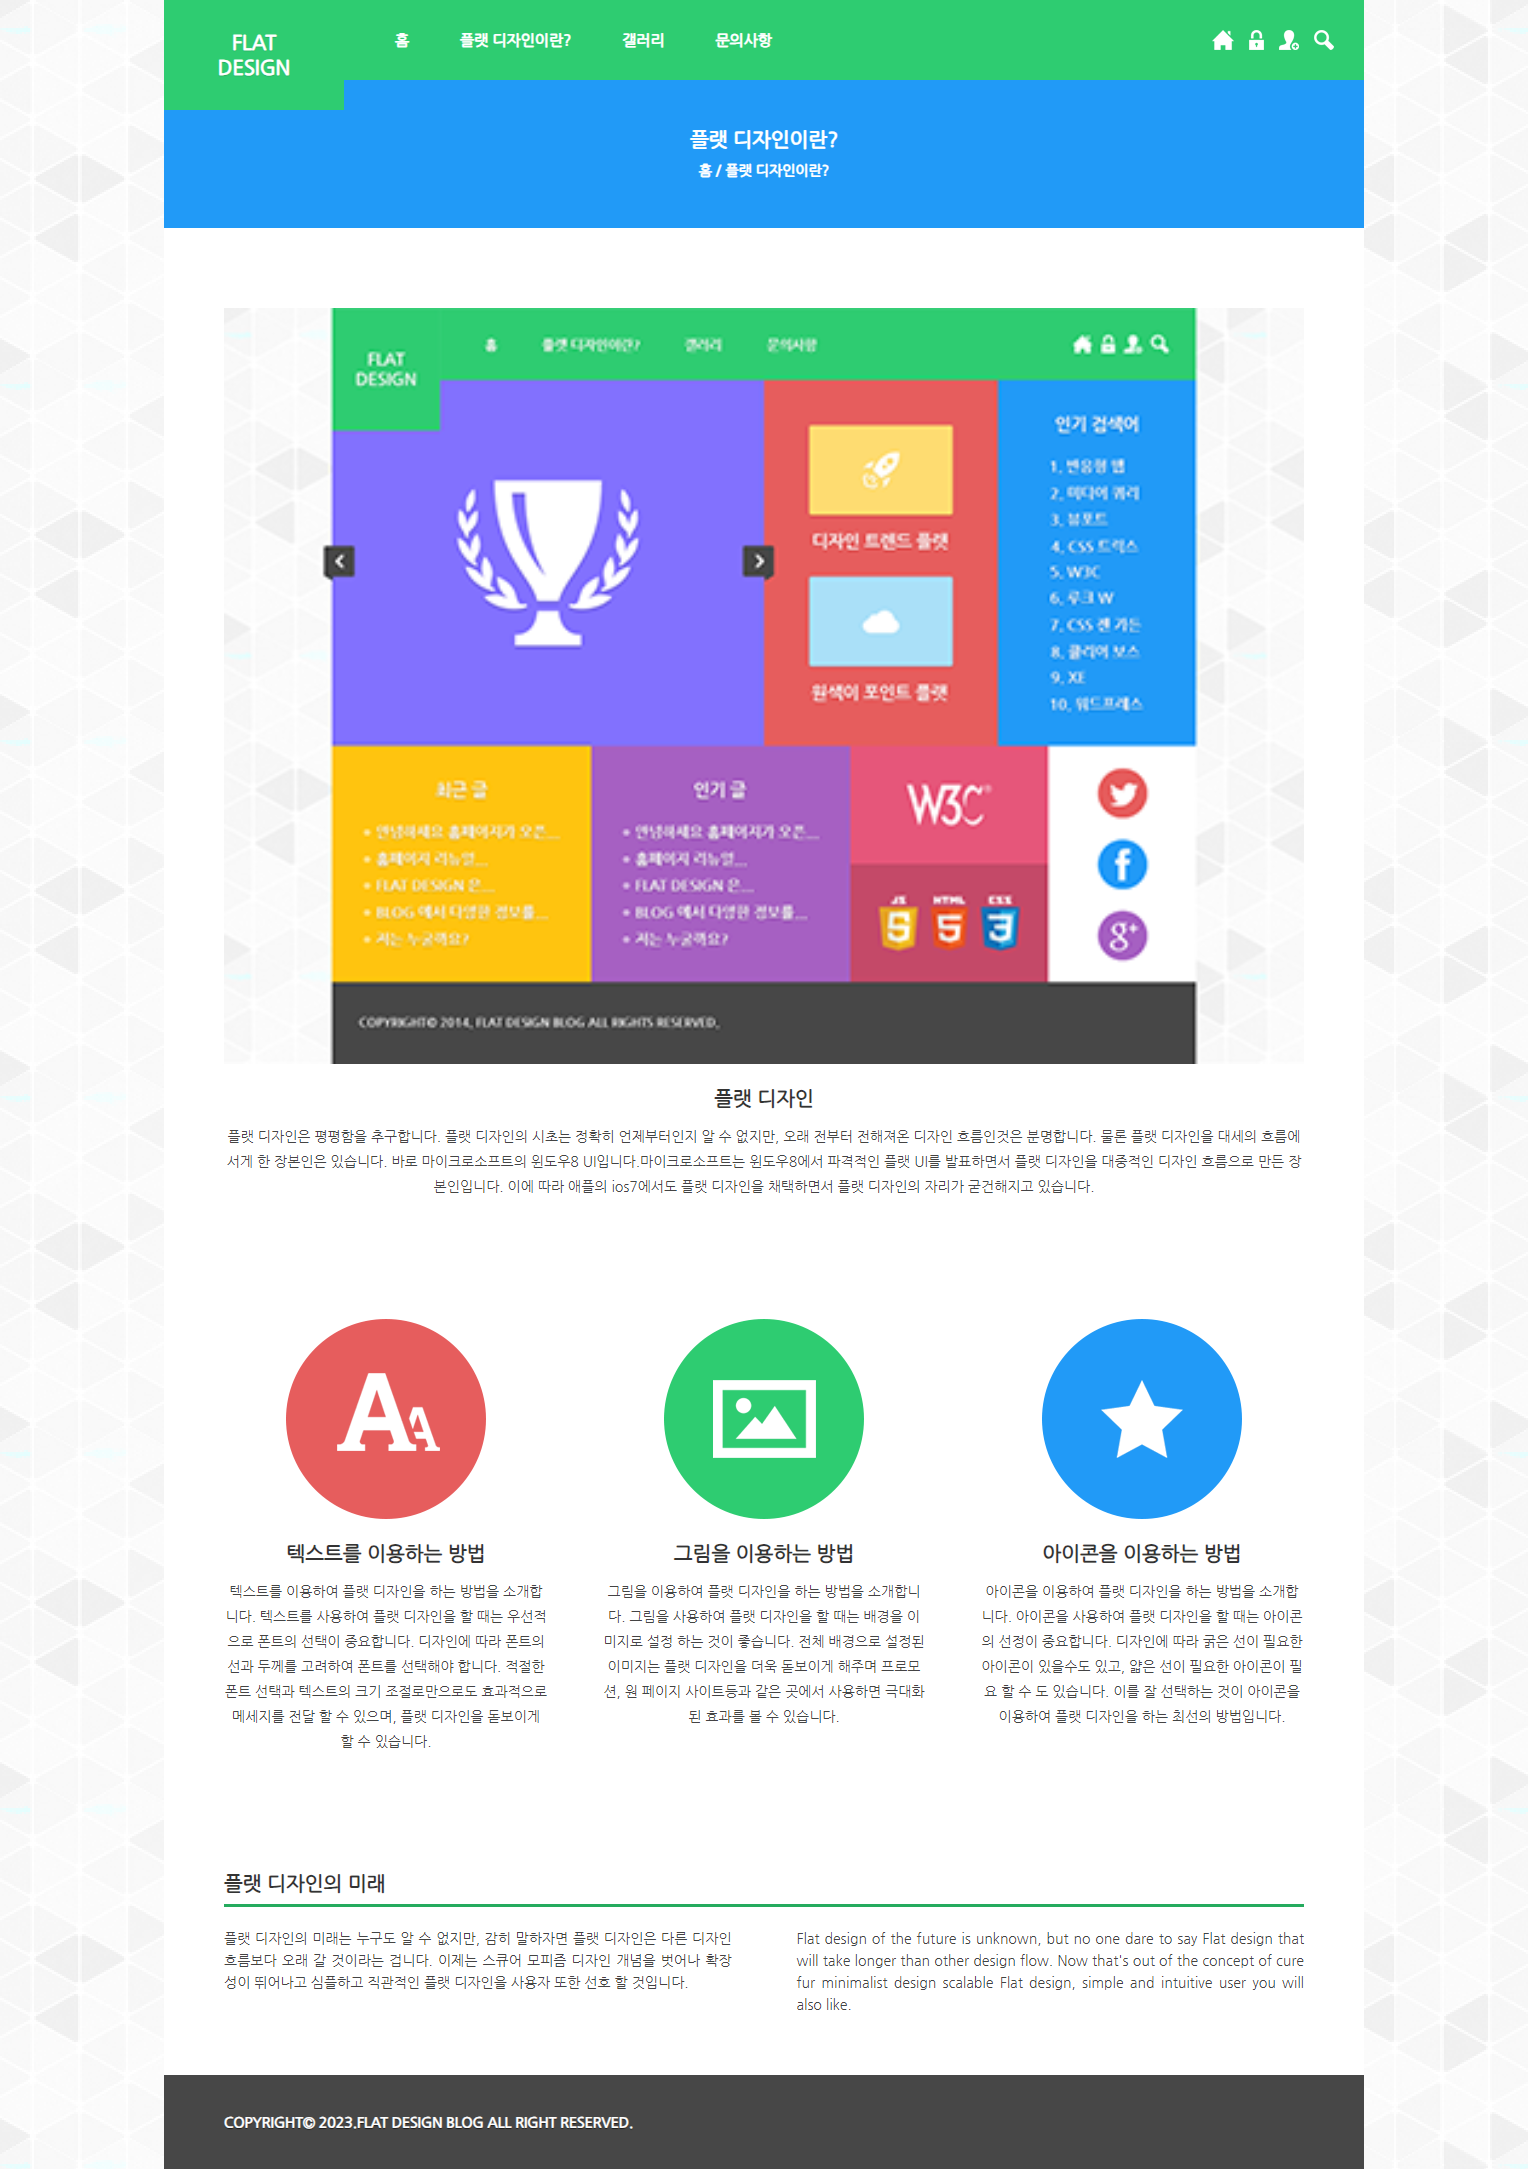 FLAT
DESIGN
홈
플랫 디자인이란?
갤러리
문의사항
플랫 디자인이란?
홈 / 플랫 디자인이란?
FLAT
DESIGN
홈
플랫 디자인이란?
갤러리
문의사항
디자인 트렌드 플랫
원색이 포인트 플랫
인기 검색어
1. 반응형 웹
2. 미디어 쿼리
3. 뷰포트
4. CSS 트릭스
5. W3C
6. 루크 W
7. CSS 젠 가든
8. 클리어 보스
9. XE
10. 워드프레스
최근 글
• 안녕하세요 홈페이지가 오픈....
• 홈페이지 리뉴얼....
• FLAT DESIGN 은....
• BLOG 에서 다양한 정보를....
• 저는 누굴까요?
인기 글
• 안녕하세요 홈페이지가 오픈....
• 홈페이지 리뉴얼....
• FLAT DESIGN 은....
• BLOG 에서 다양한 정보를....
• 저는 누굴까요?
W3C®
JS HTML CSS
5 5 3
g+
COPYRIGHT© 2014. FLAT DESIGN BLOG ALL RIGHTS RESERVED.
플랫 디자인
플랫 디자인은 평평함을 추구합니다. 플랫 디자인의 시초는 정확히 언제부터인지 알 수 없지만, 오래 전부터 전해져온 디자인 흐름인것은 분명합니다. 물론 플랫 디자인을 대세의 흐름에
서게 한 장본인은 있습니다. 바로 마이크로소프트의 윈도우8 UI입니다.마이크로소프트는 윈도우8에서 파격적인 플랫 UI를 발표하면서 플랫 디자인을 대중적인 디자인 흐름으로 만든 장
본인입니다. 이에 따라 애플의 ios7에서도 플랫 디자인을 채택하면서 플랫 디자인의 자리가 굳건해지고 있습니다.
A A
텍스트를 이용하는 방법
텍스트를 이용하여 플랫 디자인을 하는 방법을 소개합
니다. 텍스트를 사용하여 플랫 디자인을 할 때는 우선적
으로 폰트의 선택이 중요합니다. 디자인에 따라 폰트의
선과 두께를 고려하여 폰트를 선택해야 합니다. 적절한
폰트 선택과 텍스트의 크기 조절로만으로도 효과적으로
메세지를 전달 할 수 있으며, 플랫 디자인을 돋보이게
할 수 있습니다.
그림을 이용하는 방법
그림을 이용하여 플랫 디자인을 하는 방법을 소개합니
다. 그림을 사용하여 플랫 디자인을 할 때는 배경을 이
미지로 설정 하는 것이 좋습니다. 전체 배경으로 설정된
이미지는 플랫 디자인을 더욱 돋보이게 해주며 프로모
션, 원 페이지 사이트등과 같은 곳에서 사용하면 극대화
된 효과를 볼 수 있습니다.
아이콘을 이용하는 방법
아이콘을 이용하여 플랫 디자인을 하는 방법을 소개합
니다. 아이콘을 사용하여 플랫 디자인을 할 때는 아이콘
의 선정이 중요합니다. 디자인에 따라 굵은 선이 필요한
아이콘이 있을수도 있고, 얇은 선이 필요한 아이콘이 필
요 할 수 도 있습니다. 이를 잘 선택하는 것이 아이콘을
이용하여 플랫 디자인을 하는 최선의 방법입니다.
플랫 디자인의 미래
플랫 디자인의 미래는 누구도 알 수 없지만, 감히 말하자면 플랫 디자인은 다른 디자인
흐름보다 오래 갈 것이라는 겁니다. 이제는 스큐어 모피즘 디자인 개념을 벗어나 확장
성이 뛰어나고 심플하고 직관적인 플랫 디자인을 사용자 또한 선호 할 것입니다.
Flat design of the future is unknown, but no one dare to say Flat design that
will take longer than other design flow. Now that's out of the concept of cure
fur minimalist design scalable Flat design, simple and intuitive user you will
also like.
COPYRIGHT© 2023.FLAT DESIGN BLOG ALL RIGHT RESERVED.